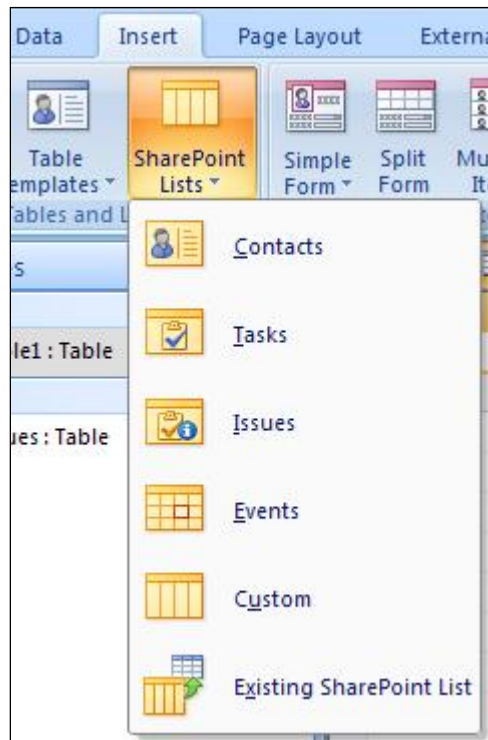 Data Insert Page Layout Externa
Table SharePoint Simple Split Mu
emplates Lists Form Form It
ables and L
s
le1 : Table
ues : Table
Contacts
Tasks
Issues
Events
Custom
Existing SharePoint List